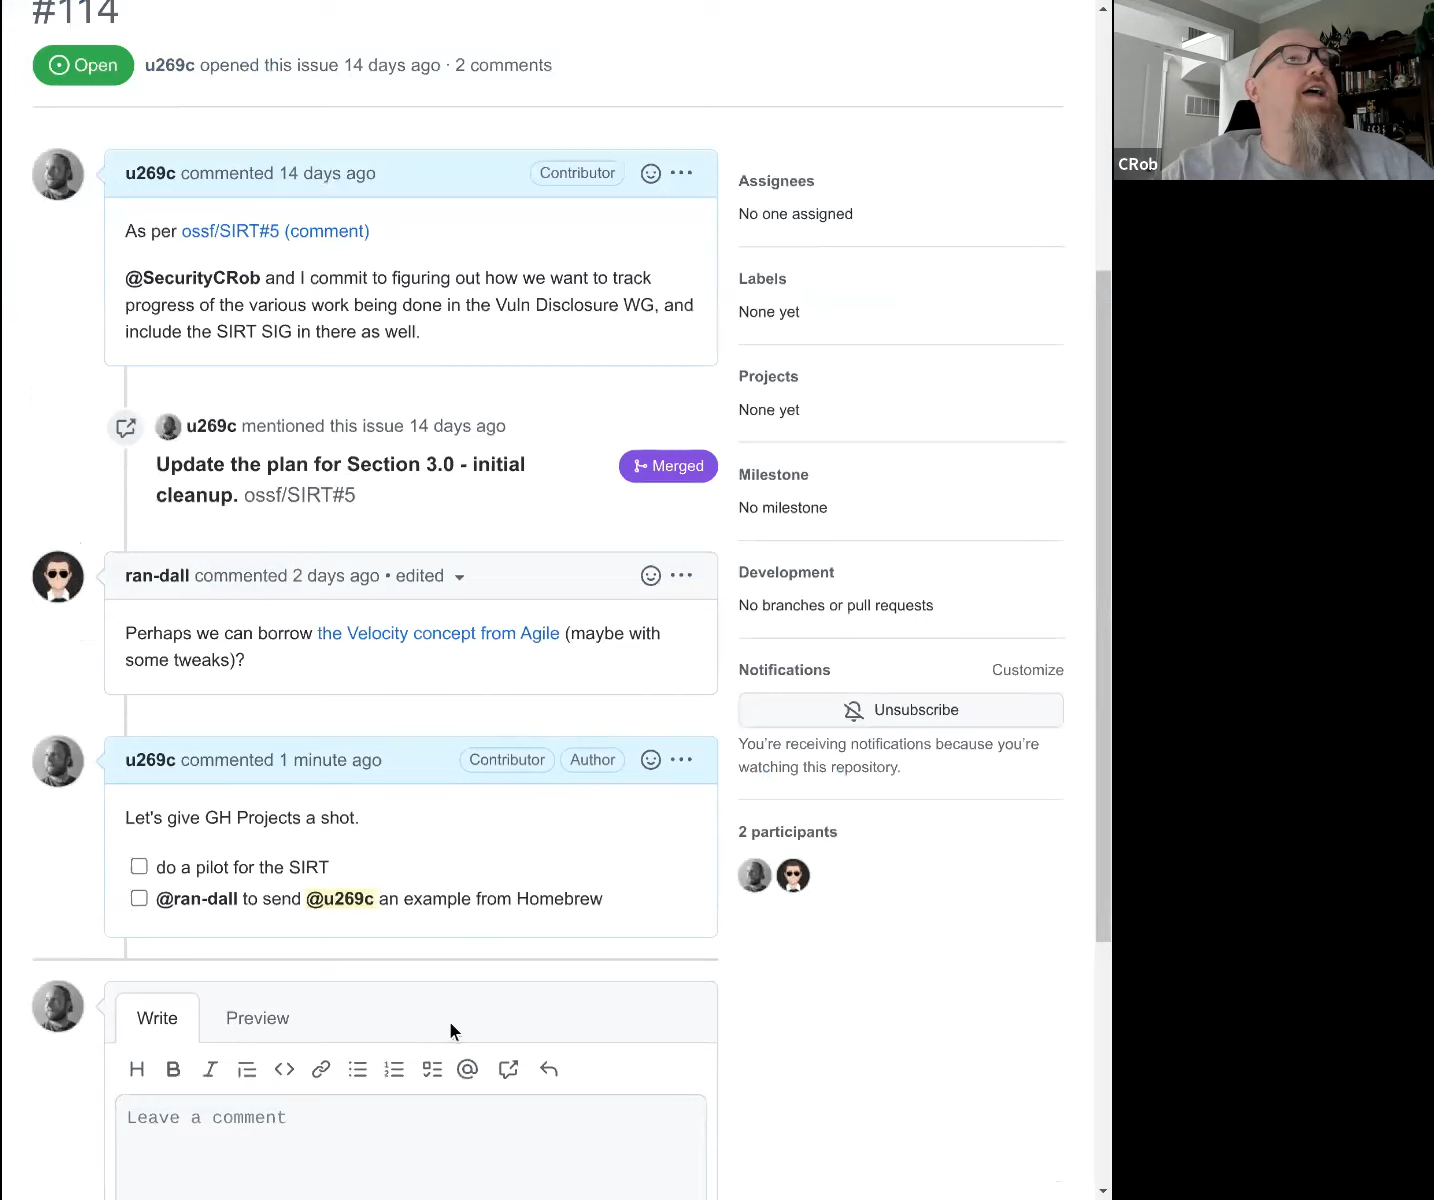 #114
Open u269c opened this issue 14 days ago · 2 comments
CRob
u269c commented 14 days ago Contributor
As per ossf/SIRT#5 (comment)
@SecurityCRob and I commit to figuring out how we want to track
progress of the various work being done in the Vuln Disclosure WG, and
include the SIRT SIG in there as well.
u269c mentioned this issue 14 days ago
Update the plan for Section 3.0 - initial
cleanup. ossf/SIRT#5
Merged
ran-dall commented 2 days ago • edited
Perhaps we can borrow the Velocity concept from Agile (maybe with
some tweaks)?
u269c commented 1 minute ago Contributor Author
Let's give GH Projects a shot.
do a pilot for the SIRT
@ran-dall to send @u269c an example from Homebrew
Write Preview
Leave a comment
Assignees
No one assigned
Labels
None yet
Projects
None yet
Milestone
No milestone
Development
No branches or pull requests
Notifications Customize
Unsubscribe
You're receiving notifications because you're
watching this repository.
2 participants